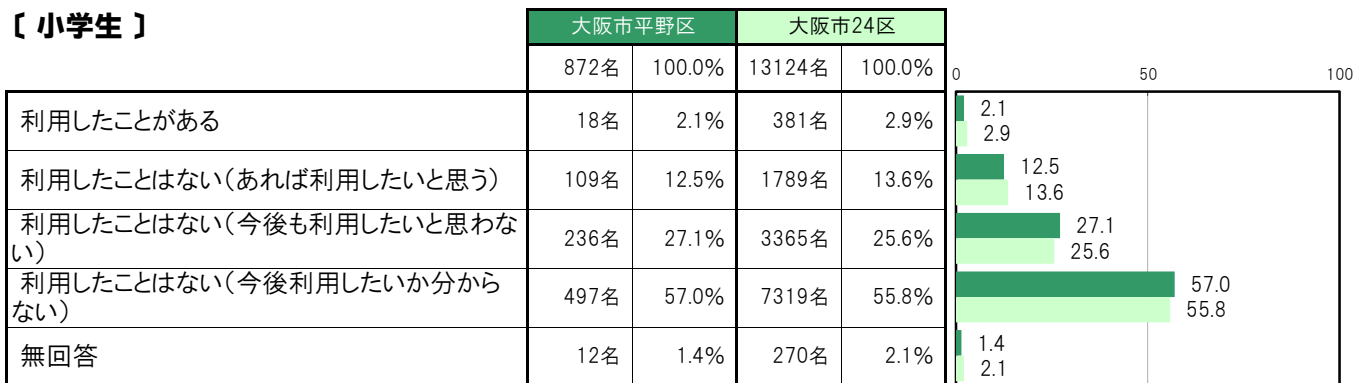 〔 小学生 〕
大阪市平野区 大阪市24区
872名 100.0% 13124名 100.0%
0 50 100
利用したことがある 18名 2.1% 381名 2.9%
2.1
2.9
利用したことはない（あれば利用したいと思う） 109名 12.5% 1789名 13.6%
12.5
13.6
利用したことはない（今後も利用したいと思わな
い） 236名 27.1% 3365名 25.6%
27.1
25.6
利用したことはない（今後利用したいか分から
ない） 497名 57.0% 7319名 55.8%
57.0
55.8
無回答 12名 1.4% 270名 2.1%
1.4
2.1